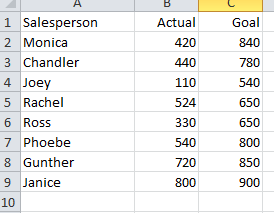 A B C
1 Salesperson Actual Goal
2 Monica 420 840
3 Chandler 440 780
4 Joey 110 540
5 Rachel 524 650
6 Ross 330 650
7 Phoebe 540 800
8 Gunther 720 850
9 Janice 800 900
10